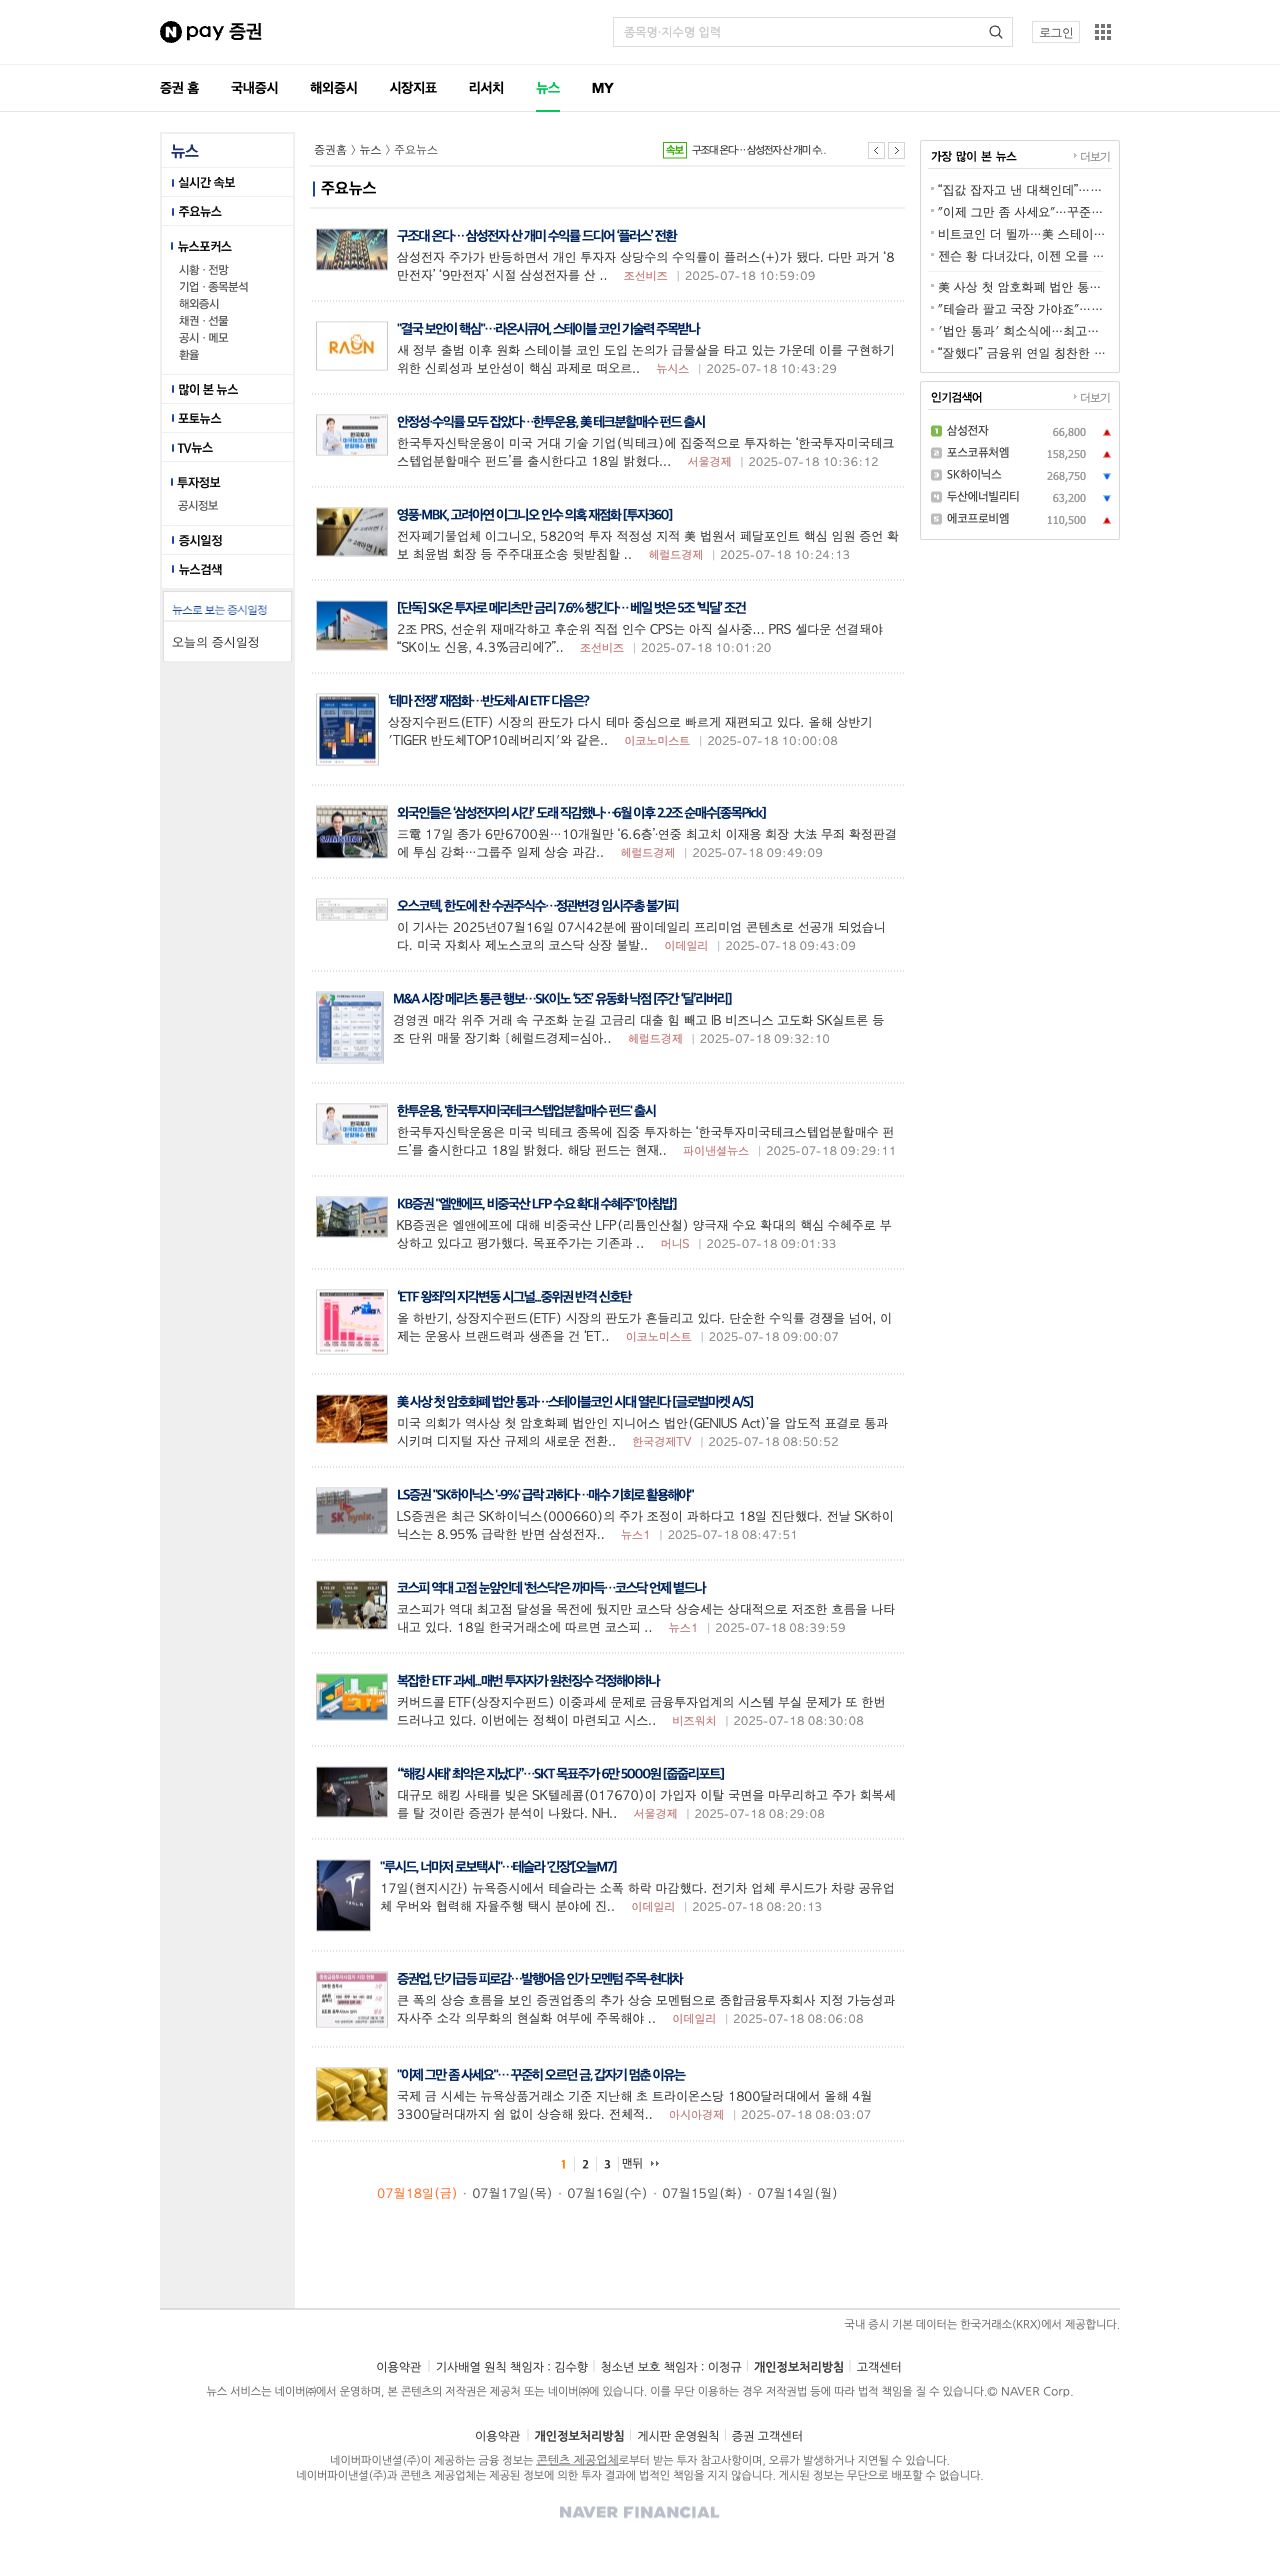 N pay 증권
종목명·지수명 입력
로그인
증권 홈 국내증시 해외증시 시장지표 리서치 뉴스 MY
뉴스
실시간 속보
주요뉴스
뉴스포커스
시황·전망
기업·종목분석
해외증시
채권·선물
공시·메모
환율
많이 본 뉴스
포토뉴스
TV뉴스
투자정보
공시정보
증시일정
뉴스검색
뉴스로 보는 증시일정
오늘의 증시일정
증권홈 > 뉴스 > 주요뉴스
속보 구조대 온다…삼성전자 산 개미 수..
주요뉴스
구조대 온다… 삼성전자 산 개미 수익률 드디어 ‘플러스’ 전환
삼성전자 주가가 반등하면서 개인 투자자 상당수의 수익률이 플러스(+)가 됐다. 다만 과거 ‘8
만전자’ ‘9만전자’ 시절 삼성전자를 산 .. 조선비즈 | 2025-07-18 10:59:09
"결국 보안이 핵심"…라온시큐어, 스테이블 코인 기술력 주목받나
새 정부 출범 이후 원화 스테이블 코인 도입 논의가 급물살을 타고 있는 가운데 이를 구현하기
위한 신뢰성과 보안성이 핵심 과제로 떠오르.. 뉴시스 | 2025-07-18 10:43:29
RAON
안정성·수익률 모두 잡았다…한투운용, 美 테크분할매수 펀드 출시
한국투자신탁운용이 미국 거대 기술 기업(빅테크)에 집중적으로 투자하는 ‘한국투자미국테크
스텝업분할매수 펀드’를 출시한다고 18일 밝혔다... 서울경제 | 2025-07-18 10:36:12
한국투자
미국테크스텝업
분할매수 펀드
영풍·MBK, 고려아연 이그니오 인수 의혹 재점화 [투자360]
전자폐기물업체 이그니오, 5820억 투자 적정성 지적 美 법원서 페달포인트 핵심 임원 증언 확
보 최윤범 회장 등 주주대표소송 뒷받침할 .. 헤럴드경제 | 2025-07-18 10:24:13
[단독] SK온 투자로 메리츠만 금리 7.6% 챙긴다… 베일 벗은 5조 ‘빅딜’ 조건
2조 PRS, 선순위 재매각하고 후순위 직접 인수 CPS는 아직 실사중... PRS 셀다운 선결돼야
“SK이노 신용, 4.3%금리에?”.. 조선비즈 | 2025-07-18 10:01:20
‘테마 전쟁’ 재점화…반도체·AI ETF 다음은?
상장지수펀드(ETF) 시장의 판도가 다시 테마 중심으로 빠르게 재편되고 있다. 올해 상반기
‘TIGER 반도체TOP10레버리지’와 같은.. 이코노미스트 | 2025-07-18 10:00:08
외국인들은 ‘삼성전자의 시간’ 도래 직감했나…6월 이후 2.2조 순매수[종목Pick]
三電 17일 종가 6만6700원…10개월만 ‘6.6층’·연중 최고치 이재용 회장 大法 무죄 확정판결
에 투심 강화…그룹주 일제 상승 과감.. 헤럴드경제 | 2025-07-18 09:49:09
SAMSUNG
오스코텍, 한도에 찬 수권주식수…정관변경 임시주총 불가피
이 기사는 2025년07월16일 07시42분에 팜이데일리 프리미엄 콘텐츠로 선공개 되었습니
다. 미국 자회사 제노스코의 코스닥 상장 불발.. 이데일리 | 2025-07-18 09:43:09
M&A 시장 메리츠 통큰 행보…SK이노 ‘5조’ 유동화 낙점 [주간 ‘딜’리버리]
경영권 매각 위주 거래 속 구조화 눈길 고금리 대출 힘 빼고 IB 비즈니스 고도화 SK실트론 등
조 단위 매물 장기화 [헤럴드경제=심아.. 헤럴드경제 | 2025-07-18 09:32:10
한투운용, '한국투자미국테크스텝업분할매수 펀드' 출시
한국투자신탁운용은 미국 빅테크 종목에 집중 투자하는 ‘한국투자미국테크스텝업분할매수 펀
드’를 출시한다고 18일 밝혔다. 해당 펀드는 현재.. 파이낸셜뉴스 | 2025-07-18 09:29:11
한국투자
미국테크스텝업
분할매수 펀드
KB증권 "엘앤에프, 비중국산 LFP 수요 확대 수혜주"[아침밥]
KB증권은 엘앤에프에 대해 비중국산 LFP(리튬인산철) 양극재 수요 확대의 핵심 수혜주로 부
상하고 있다고 평가했다. 목표주가는 기존과 .. 머니S | 2025-07-18 09:01:33
‘ETF 왕좌’의 지각변동 시그널...중위권 반격 신호탄
올 하반기, 상장지수펀드(ETF) 시장의 판도가 흔들리고 있다. 단순한 수익률 경쟁을 넘어, 이
제는 운용사 브랜드력과 생존을 건 ‘ET.. 이코노미스트 | 2025-07-18 09:00:07
美 사상 첫 암호화폐 법안 통과…스테이블코인 시대 열린다 [글로벌마켓 A/S]
미국 의회가 역사상 첫 암호화폐 법안인 지니어스 법안(GENIUS Act)’을 압도적 표결로 통과
시키며 디지털 자산 규제의 새로운 전환.. 한국경제TV | 2025-07-18 08:50:52
LS증권 "SK하이닉스 '-9%' 급락 과하다…매수 기회로 활용해야"
LS증권은 최근 SK하이닉스(000660)의 주가 조정이 과하다고 18일 진단했다. 전날 SK하이
닉스는 8.95% 급락한 반면 삼성전자.. 뉴스1 | 2025-07-18 08:47:51
SK hynix
코스피 역대 고점 눈앞인데 '천스닥'은 까마득…코스닥 언제 볕드나
코스피가 역대 최고점 달성을 목전에 뒀지만 코스닥 상승세는 상대적으로 저조한 흐름을 나타
내고 있다. 18일 한국거래소에 따르면 코스피 .. 뉴스1 | 2025-07-18 08:39:59
복잡한 ETF 과세...매번 투자자가 원천징수 걱정해야하나
커버드콜 ETF(상장지수펀드) 이중과세 문제로 금융투자업계의 시스템 부실 문제가 또 한번
드러나고 있다. 이번에는 정책이 마련되고 시스.. 비즈워치 | 2025-07-18 08:30:08
ETF
“‘해킹 사태’ 최악은 지났다”…SKT 목표주가 6만 5000원 [줍줍리포트]
대규모 해킹 사태를 빚은 SK텔레콤(017670)이 가입자 이탈 국면을 마무리하고 주가 회복세
를 탈 것이란 증권가 분석이 나왔다. NH.. 서울경제 | 2025-07-18 08:29:08
"루시드, 너마저 로보택시"…테슬라 '긴장'[오늘M7]
17일(현지시간) 뉴욕증시에서 테슬라는 소폭 하락 마감했다. 전기차 업체 루시드가 차량 공유업
체 우버와 협력해 자율주행 택시 분야에 진.. 이데일리 | 2025-07-18 08:20:13
증권업, 단기급등 피로감…발행어음 인가 모멘텀 주목-현대차
큰 폭의 상승 흐름을 보인 증권업종의 추가 상승 모멘텀으로 종합금융투자회사 지정 가능성과
자사주 소각 의무화의 현실화 여부에 주목해야 .. 이데일리 | 2025-07-18 08:06:08
"이제 그만 좀 사세요"… 꾸준히 오르던 금, 갑자기 멈춘 이유는
국제 금 시세는 뉴욕상품거래소 기준 지난해 초 트라이온스당 1800달러대에서 올해 4월
3300달러대까지 쉼 없이 상승해 왔다. 전체적.. 아시아경제 | 2025-07-18 08:03:07
1 2 3 맨뒤
07월18일(금) · 07월17일(목) · 07월16일(수) · 07월15일(화) · 07월14일(월)
가장 많이 본 뉴스 더보기
“집값 잡자고 낸 대책인데”……
"이제 그만 좀 사세요"…꾸준…
비트코인 더 뛸까…美 스테이…
젠슨 황 다녀갔다, 이젠 오를 …
美 사상 첫 암호화폐 법안 통…
"테슬라 팔고 국장 가야죠"……
'법안 통과' 희소식에…최고…
“잘했다” 금융위 연일 칭찬한 …
인기검색어 더보기
1 삼성전자 66,800
2 포스코퓨처엠 158,250
3 SK하이닉스 268,750
4 두산에너빌리티 63,200
5 에코프로비엠 110,500
국내 증시 기본 데이터는 한국거래소(KRX)에서 제공합니다.
이용약관 | 기사배열 원칙 책임자 : 김수향 | 청소년 보호 책임자 : 이정규 | 개인정보처리방침 | 고객센터
뉴스 서비스는 네이버㈜에서 운영하며, 본 콘텐츠의 저작권은 제공처 또는 네이버㈜에 있습니다. 이를 무단 이용하는 경우 저작권법 등에 따라 법적 책임을 질 수 있습니다.© NAVER Corp.
이용약관 | 개인정보처리방침 | 게시판 운영원칙 | 증권 고객센터
네이버파이낸셜(주)이 제공하는 금융 정보는 콘텐츠 제공업체로부터 받는 투자 참고사항이며, 오류가 발생하거나 지연될 수 있습니다.
네이버파이낸셜(주)과 콘텐츠 제공업체는 제공된 정보에 의한 투자 결과에 법적인 책임을 지지 않습니다. 게시된 정보는 무단으로 배포할 수 없습니다.
NAVER FINANCIAL